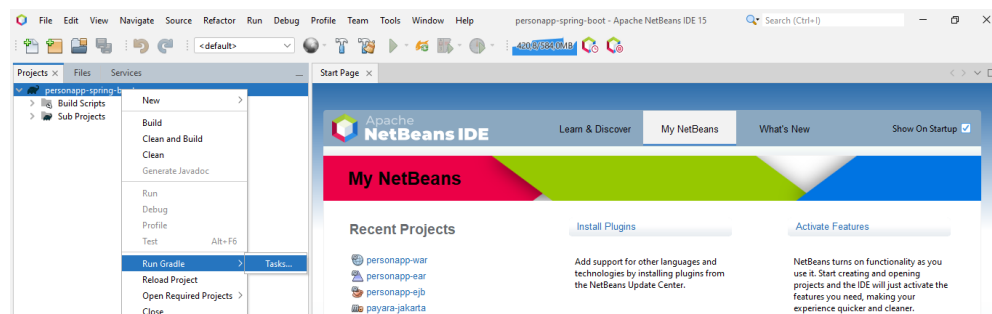 File Edit View Navigate Source Refactor Run Debug Profile Team Tools Window Help personapp-spring-boot - Apache NetBeans IDE 15 Search (Ctrl+I)
<default>
Projects Files Services
Start Page
personapp-spring-
Build Scripts
Sub Projects
New
Build
Clean and Build
Clean
Generate Javadoc
Run
Debug
Profile
Test Alt+F6
Run Gradle Tasks...
Reload Project
Open Required Projects
Close
Apache
NetBeans IDE
Learn & Discover My NetBeans What's New Show On Startup
My NetBeans
Recent Projects
personapp-war
personapp-ear
personapp-ejb
payara-jakarta
Install Plugins
Add support for other languages and
technologies by installing plugins from
the NetBeans Update Center.
Activate Features
NetBeans turns on functionality as you
use it. Start creating and opening
projects and the IDE will just activate the
features you need, making your
experience quicker and cleaner.